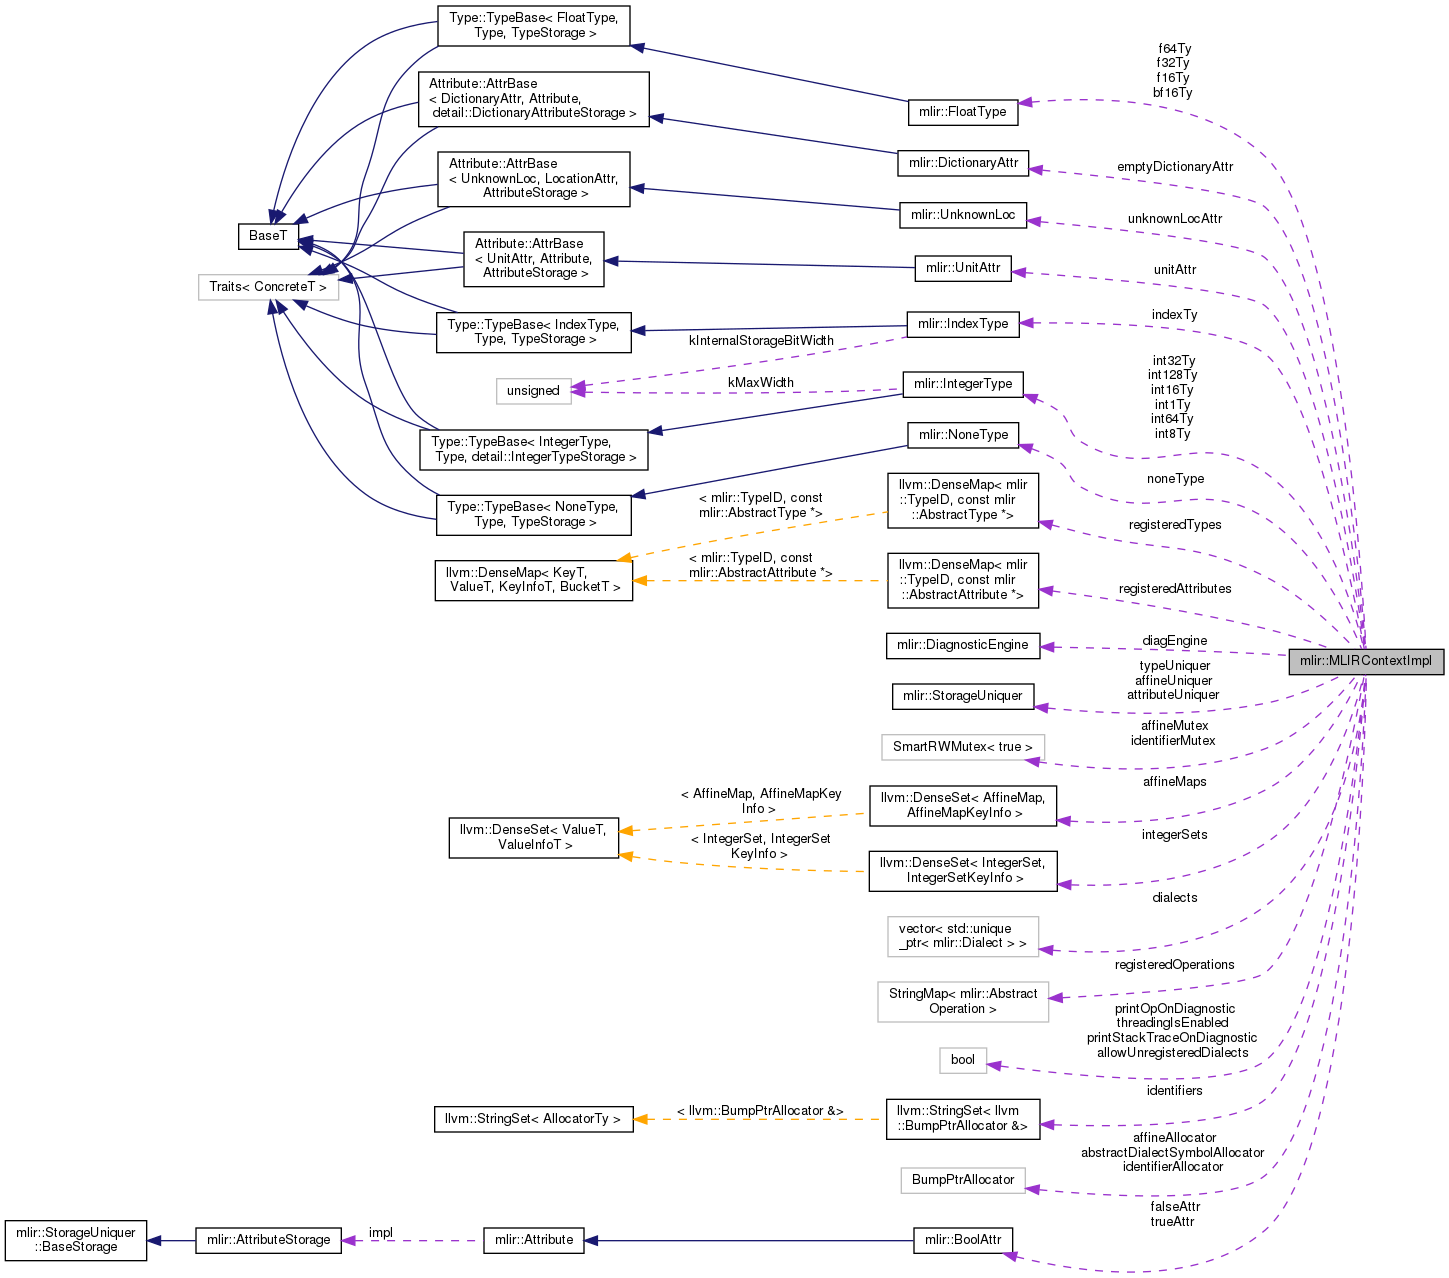 Type::TypeBase< FloatType,
Type, TypeStorage >
f64Ty
f32Ty
f16Ty
bf16Ty
Attribute::AttrBase
< DictionaryAttr, Attribute,
detail::DictionaryAttributeStorage >
mlir::FloatType
Attribute::AttrBase
< UnknownLoc, LocationAttr,
AttributeStorage >
mlir::DictionaryAttr
emptyDictionaryAttr
mlir::UnknownLoc
unknownLocAttr
BaseT
Attribute::AttrBase
< UnitAttr, Attribute,
AttributeStorage >
mlir::UnitAttr
unitAttr
Traits< ConcreteT >
Type::TypeBase< IndexType,
Type, TypeStorage >
mlir::IndexType
indexTy
kInternalStorageBitWidth
unsigned
kMaxWidth
mlir::IntegerType
int32Ty
int128Ty
int16Ty
int1Ty
int64Ty
int8Ty
Type::TypeBase< IntegerType,
Type, detail::IntegerTypeStorage >
mlir::NoneType
noneType
Type::TypeBase< NoneType,
Type, TypeStorage >
< mlir::TypeID, const
mlir::AbstractType *>
llvm::DenseMap< mlir
::TypeID, const mlir
::AbstractType *>
registeredTypes
llvm::DenseMap< KeyT,
ValueT, KeyInfoT, BucketT >
< mlir::TypeID, const
mlir::AbstractAttribute *>
llvm::DenseMap< mlir
::TypeID, const mlir
::AbstractAttribute *>
registeredAttributes
mlir::DiagnosticEngine
diagEngine
mlir::MLIRContextImpl
mlir::StorageUniquer
typeUniquer
affineUniquer
attributeUniquer
SmartRWMutex< true >
affineMutex
identifierMutex
llvm::DenseSet< ValueT,
ValueInfoT >
< AffineMap, AffineMapKey
Info >
llvm::DenseSet< AffineMap,
AffineMapKeyInfo >
affineMaps
< IntegerSet, IntegerSet
KeyInfo >
llvm::DenseSet< IntegerSet,
IntegerSetKeyInfo >
integerSets
vector< std::unique
_ptr< mlir::Dialect > >
dialects
StringMap< mlir::Abstract
Operation >
registeredOperations
bool
printOpOnDiagnostic
threadingIsEnabled
printStackTraceOnDiagnostic
allowUnregisteredDialects
llvm::StringSet< AllocatorTy >
< llvm::BumpPtrAllocator &>
llvm::StringSet< llvm
::BumpPtrAllocator &>
identifiers
BumpPtrAllocator
affineAllocator
abstractDialectSymbolAllocator
identifierAllocator
mlir::StorageUniquer
::BaseStorage
mlir::AttributeStorage
impl
mlir::Attribute
mlir::BoolAttr
falseAttr
trueAttr